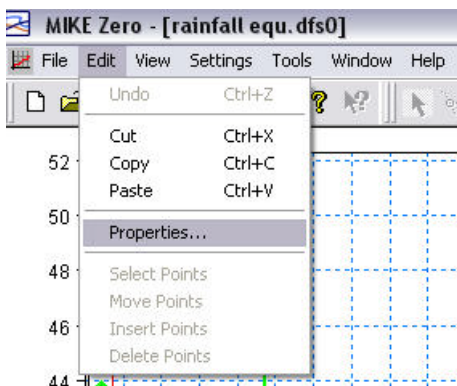 MIKE Zero - [rainfall equ.dfs0]
File Edit View Settings Tools Window Help
Undo Ctrl+Z
Cut Ctrl+X
Copy Ctrl+C
Paste Ctrl+V
Properties...
Select Points
Move Points
Insert Points
Delete Points
52
50
48
46
44